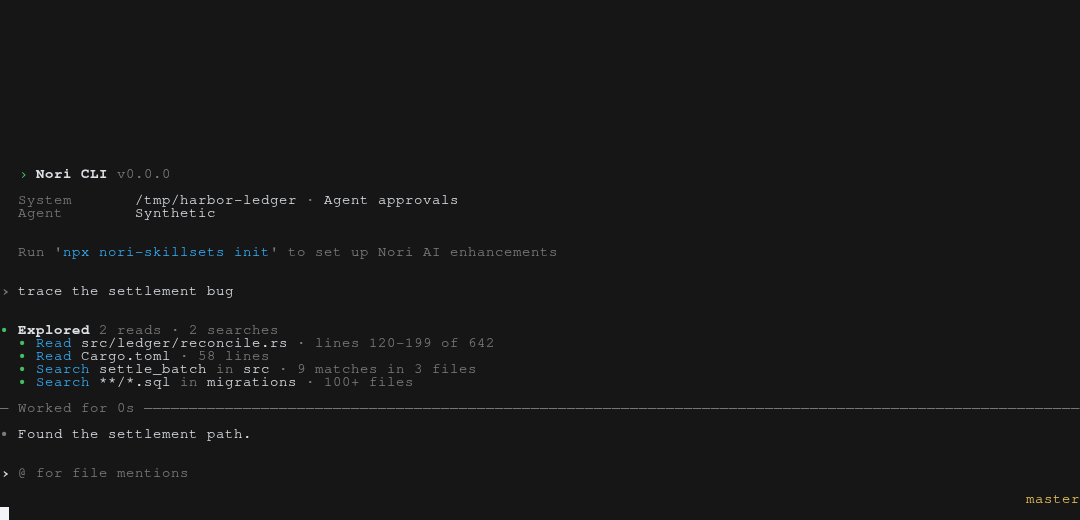 › Nori CLI v0.0.0
System /tmp/harbor-ledger · Agent approvals
Agent Synthetic
Run 'npx nori-skillsets init' to set up Nori AI enhancements
› trace the settlement bug
• Explored 2 reads · 2 searches
• Read src/ledger/reconcile.rs · lines 120-199 of 642
• Read Cargo.toml · 58 lines
• Search settle_batch in src · 9 matches in 3 files
• Search **/*.sql in migrations · 100+ files
─ Worked for 0s ─
• Found the settlement path.
› @ for file mentions
master